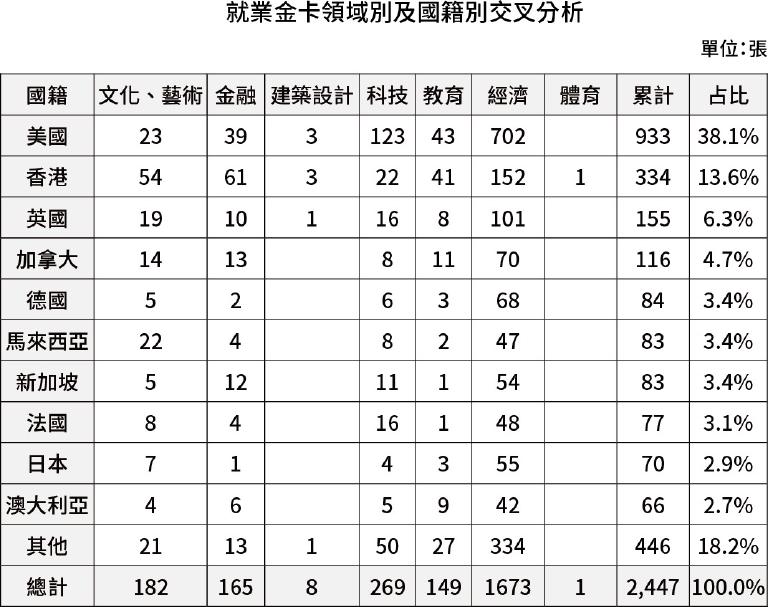 就業金卡領域別及國籍別交叉分析
單位:張
國籍 文化、藝術 金融 建築設計 科技 教育 經濟 體育 累計 占比
美國 23 39 3 123 43 702 933 38.1%
香港 54 61 3 22 41 152 1 334 13.6%
英國 19 10 1 16 8 101 155 6.3%
加拿大 14 13 8 11 70 116 4.7%
德國 5 2 6 3 68 84 3.4%
馬來西亞 22 4 8 2 47 83 3.4%
新加坡 5 12 11 1 54 83 3.4%
法國 8 4 16 1 48 77 3.1%
日本 7 1 4 3 55 70 2.9%
澳大利亞 4 6 5 9 42 66 2.7%
其他 21 13 1 50 27 334 446 18.2%
總計 182 165 8 269 149 1673 1 2,447 100.0%